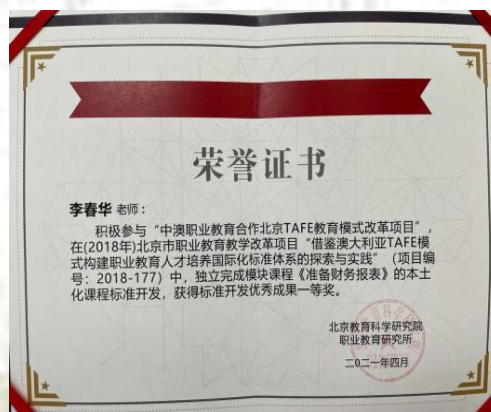 荣誉证书
李春华 老师：
积极参与“中澳职业教育合作北京TAFE教育模式改革项目”，
在(2018年)北京市职业教育教学改革项目“借鉴澳大利亚TAFE模
式构建职业教育人才培养国际化标准体系的探索与实践”（项目编
号：2018-177）中，独立完成模块课程《准备财务报表》的本土
化课程标准开发，获得标准开发优秀成果一等奖。
北京教育科学研究院
职业教育研究所
二〇二一年四月